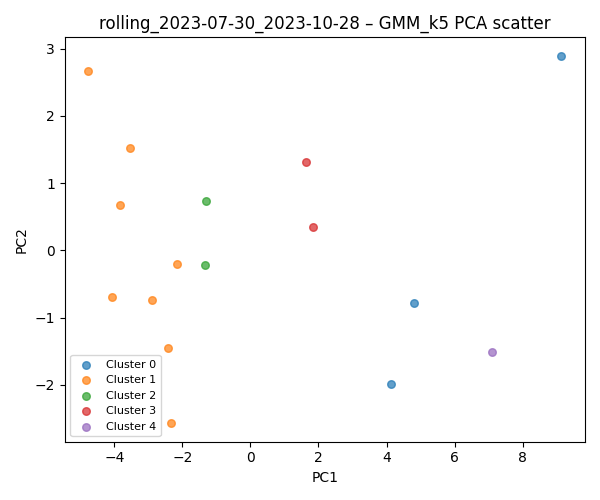 rolling_2023-07-30_2023-10-28 – GMM_k5 PCA scatter
3
2
1
0
−1
−2
PC2
Cluster 0
Cluster 1
Cluster 2
Cluster 3
Cluster 4
−4 −2 0 2 4 6 8
PC1